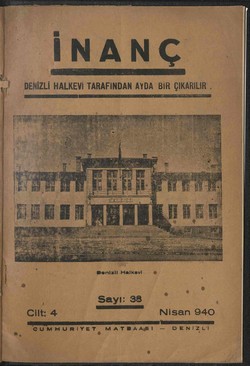 İNANÇ
DENİZLİ HALKEVİ TARAFINDAN AYDA BİR ÇIKARILIR
Denizli Halkevi
Sayı: 38
Cilt: 4 Nisan 940
CUMHURİYET MATBAASI — DENİZLİ